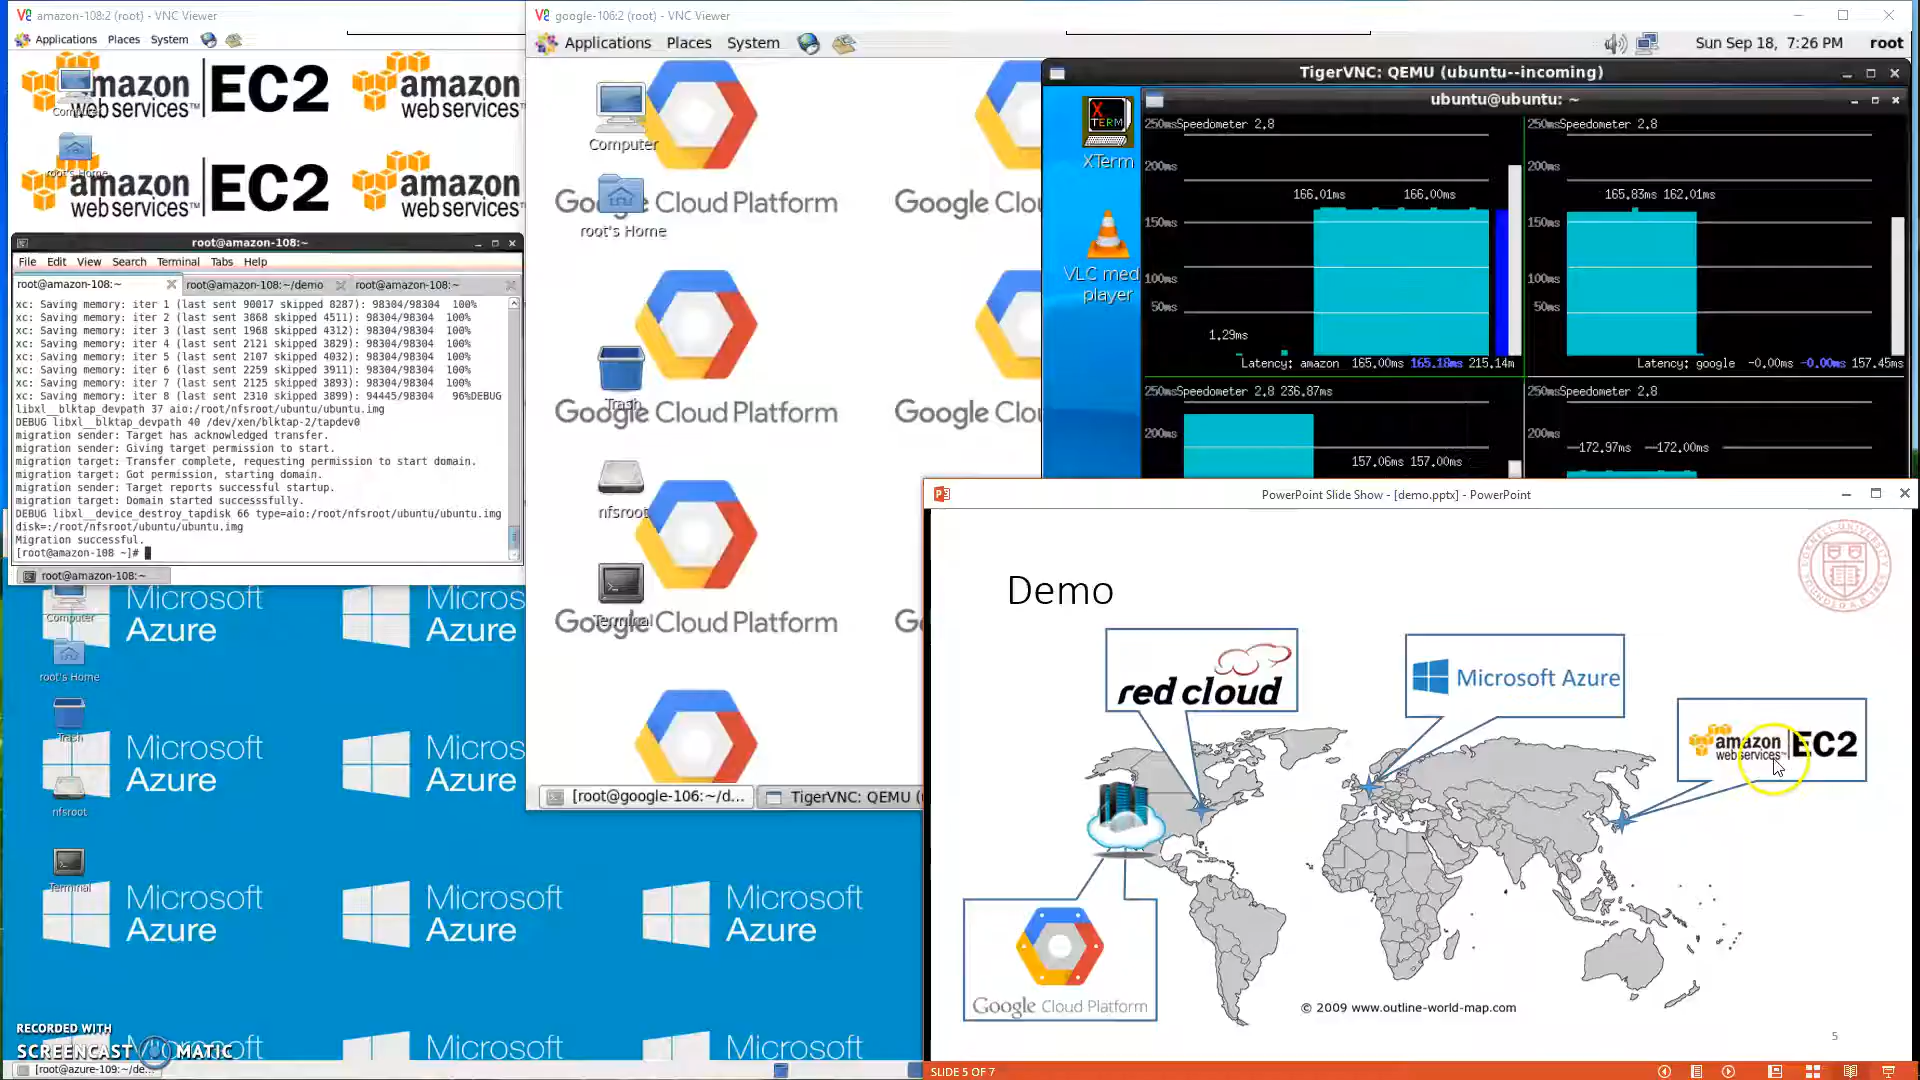 amazon-108:2 (root) - VNC Viewer
Applications Places System
amazon web services™ EC2
amazon web services
Computer
root's Home
amazon web services™ EC2
amazon web services
root@amazon-108:~
File Edit View Search Terminal Tabs Help
root@amazon-108:~ root@amazon-108:~/demo root@amazon-108:~
xc: Saving memory: iter 1 (last sent 90017 skipped 8287): 98304/98304 100%
xc: Saving memory: iter 2 (last sent 3868 skipped 4511): 98304/98304 100%
xc: Saving memory: iter 3 (last sent 1968 skipped 4312): 98304/98304 100%
xc: Saving memory: iter 4 (last sent 2121 skipped 3829): 98304/98304 100%
xc: Saving memory: iter 5 (last sent 2107 skipped 4032): 98304/98304 100%
xc: Saving memory: iter 6 (last sent 2259 skipped 3911): 98304/98304 100%
xc: Saving memory: iter 7 (last sent 2125 skipped 3893): 98304/98304 100%
xc: Saving memory: iter 8 (last sent 2310 skipped 3899): 94445/98304 96%DEBUG
libxl__blktap_devpath 37 aio:/root/nfsroot/ubuntu/ubuntu.img
DEBUG libxl__blktap_devpath 40 /dev/xen/blktap-2/tapdev0
migration sender: Target has acknowledged transfer.
migration sender: Giving target permission to start.
migration target: Transfer complete, requesting permission to start domain.
migration target: Got permission, starting domain.
migration sender: Target reports successful startup.
migration target: Domain started successsfully.
DEBUG libxl__device_destroy_tapdisk 66 type=aio:/root/nfsroot/ubuntu/ubuntu.img
disk=:/root/nfsroot/ubuntu/ubuntu.img
Migration successful.
[root@amazon-108 ~]#
root@amazon-108:~
Computer
root's Home
Trash
nfsroot
Terminal
Microsoft Azure
Microsoft Azure
Microsoft Azure
Microsoft Azure
Microsoft Azure
Microsoft Azure
Microsoft Azure
Microsoft
Microsoft
Microsoft
RECORDED WITH
SCREENCAST MATIC
[root@azure-109:~/de...
google-106:2 (root) - VNC Viewer
Applications Places System
Sun Sep 18, 7:26 PM root
Computer
Google Cloud Platform
Google Clou
root's Home
Trash
Google Cloud Platform
Google Clou
nfsroot
Terminal
Google Cloud Platform
G
[root@google-106:~/d... TigerVNC: QEMU (u
TigerVNC: QEMU (ubuntu--incoming)
XTERM
XTerm
VLC med
player
ubuntu@ubuntu: ~
250ms Speedometer 2.8
200ms
166.01ms 166.00ms
150ms
100ms
50ms
1.29ms
Latency: amazon 165.00ms 165.18ms 215.14m
250ms Speedometer 2.8
200ms
165.83ms 162.01ms
150ms
100ms
50ms
Latency: google -0.00ms -0.00ms 157.45ms
250ms Speedometer 2.8 236.87ms
200ms
157.06ms 157.00ms
250ms Speedometer 2.8
200ms
172.97ms 172.00ms
PowerPoint Slide Show - [demo.pptx] - PowerPoint
Demo
red cloud
Microsoft Azure
amazon web services™ EC2
Google Cloud Platform
© 2009 www.outline-world-map.com
5
SLIDE 5 OF 7